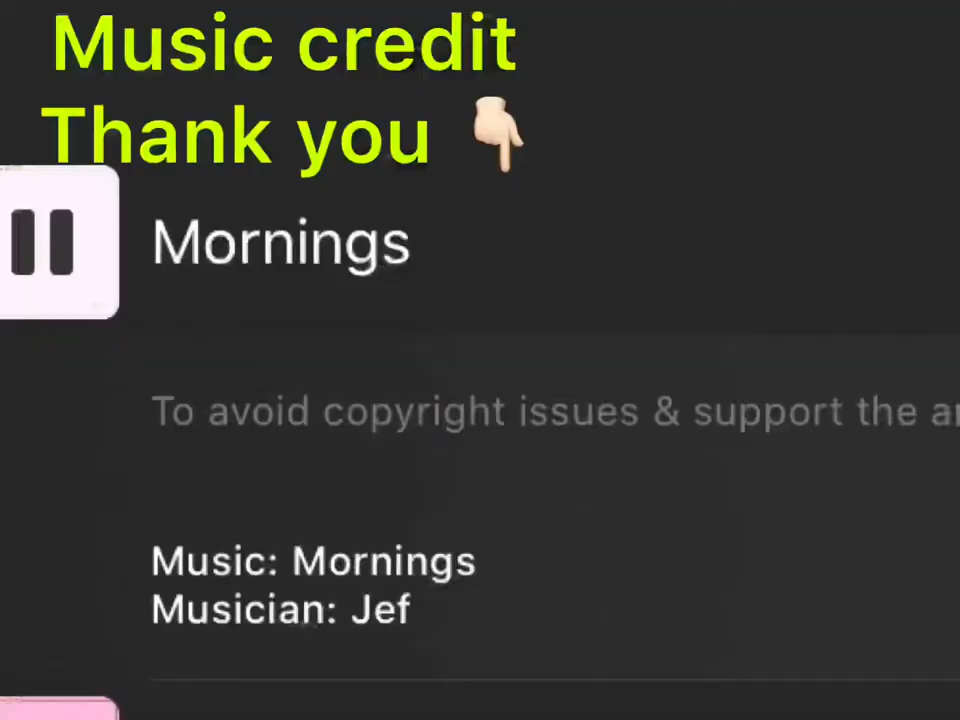 Music credit
Thank you 👇🏻
Mornings
To avoid copyright issues & support the
Music: Mornings
Musician: Jef